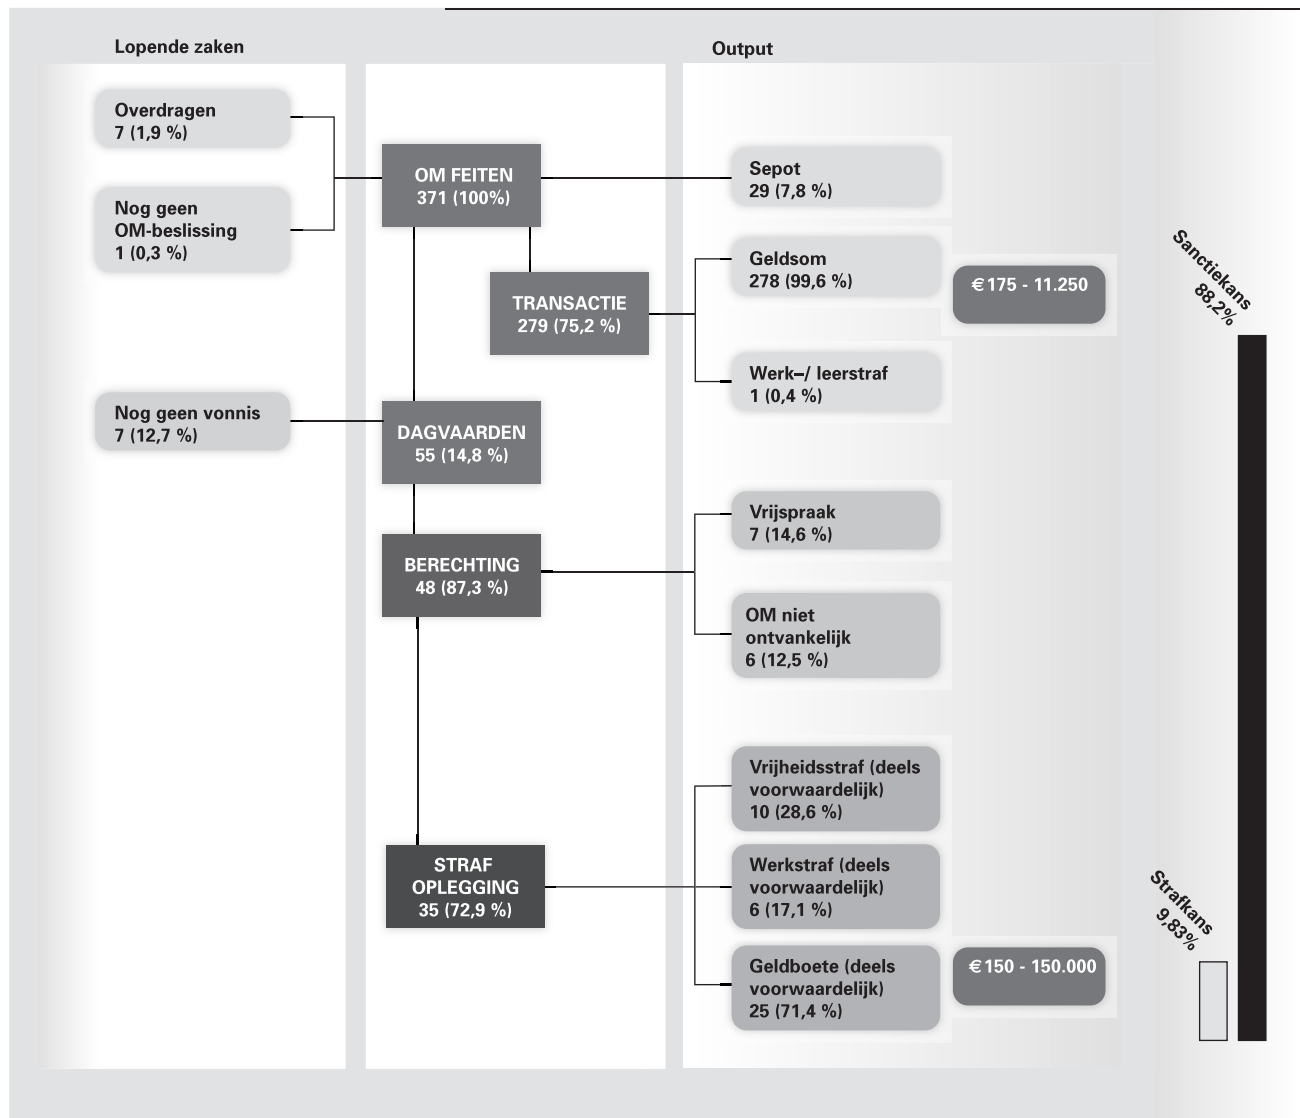 Lopende zaken
Output
Overdragen
7 (1,9 %)
Nog geen
OM-beslissing
1 (0,3 %)
OM FEITEN
371 (100%)
Sepot
29 (7,8 %)
TRANSACTIE
279 (75,2 %)
Geldsom
278 (99,6 %)
€ 175 - 11.250
Werk–/ leerstraf
1 (0,4 %)
Nog geen vonnis
7 (12,7 %)
DAGVAARDEN
55 (14,8 %)
BERECHTING
48 (87,3 %)
Vrijspraak
7 (14,6 %)
OM niet
ontvankelijk
6 (12,5 %)
STRAF
OPLEGGING
35 (72,9 %)
Vrijheidsstraf (deels
voorwaardelijk)
10 (28,6 %)
Werkstraf (deels
voorwaardelijk)
6 (17,1 %)
Geldboete (deels
voorwaardelijk)
25 (71,4 %)
€ 150 - 150.000
Sanctiekans
88,2%
Strafkans
9,83%